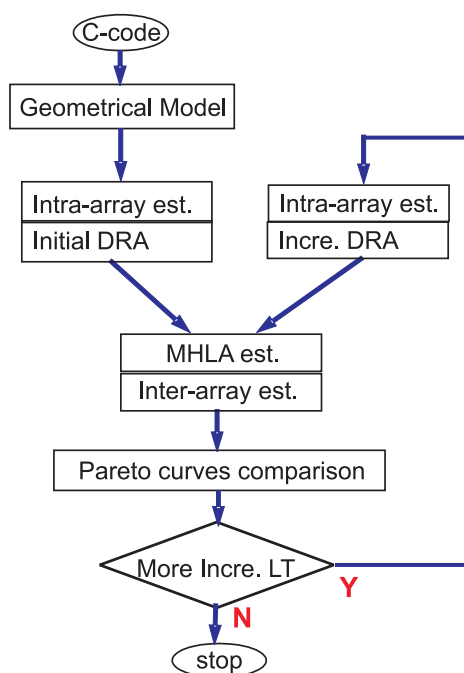 C-code
Geometrical Model
Intra-array est.
Initial DRA
Intra-array est.
Incre. DRA
MHLA est.
Inter-array est.
Pareto curves comparison
More Incre. LT
Y
N
stop